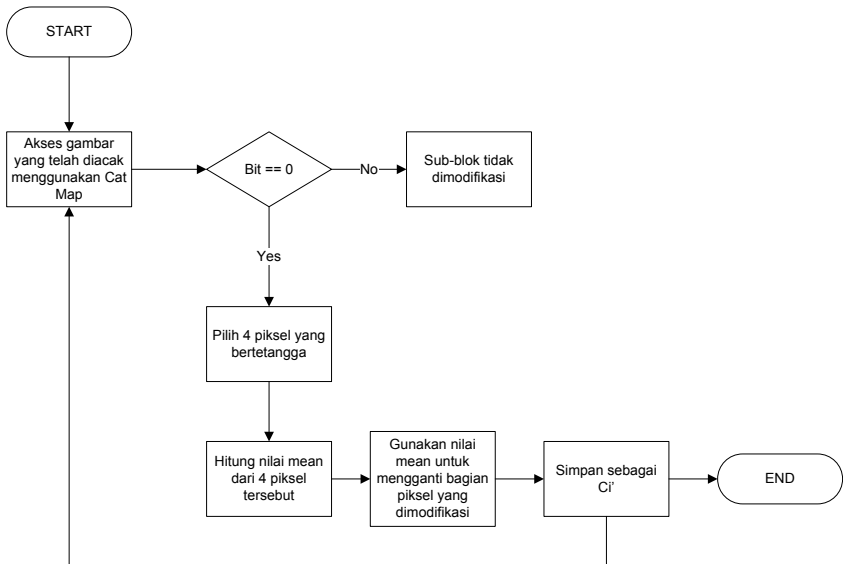 START
Akses gambar
yang telah diacak
menggunakan Cat
Map
Bit == 0
No
Sub-blok tidak
dimodifikasi
Yes
Pilih 4 piksel yang
bertetangga
Hitung nilai mean
dari 4 piksel
tersebut
Gunakan nilai
mean untuk
mengganti bagian
piksel yang
dimodifikasi
Simpan sebagai
Ci’
END